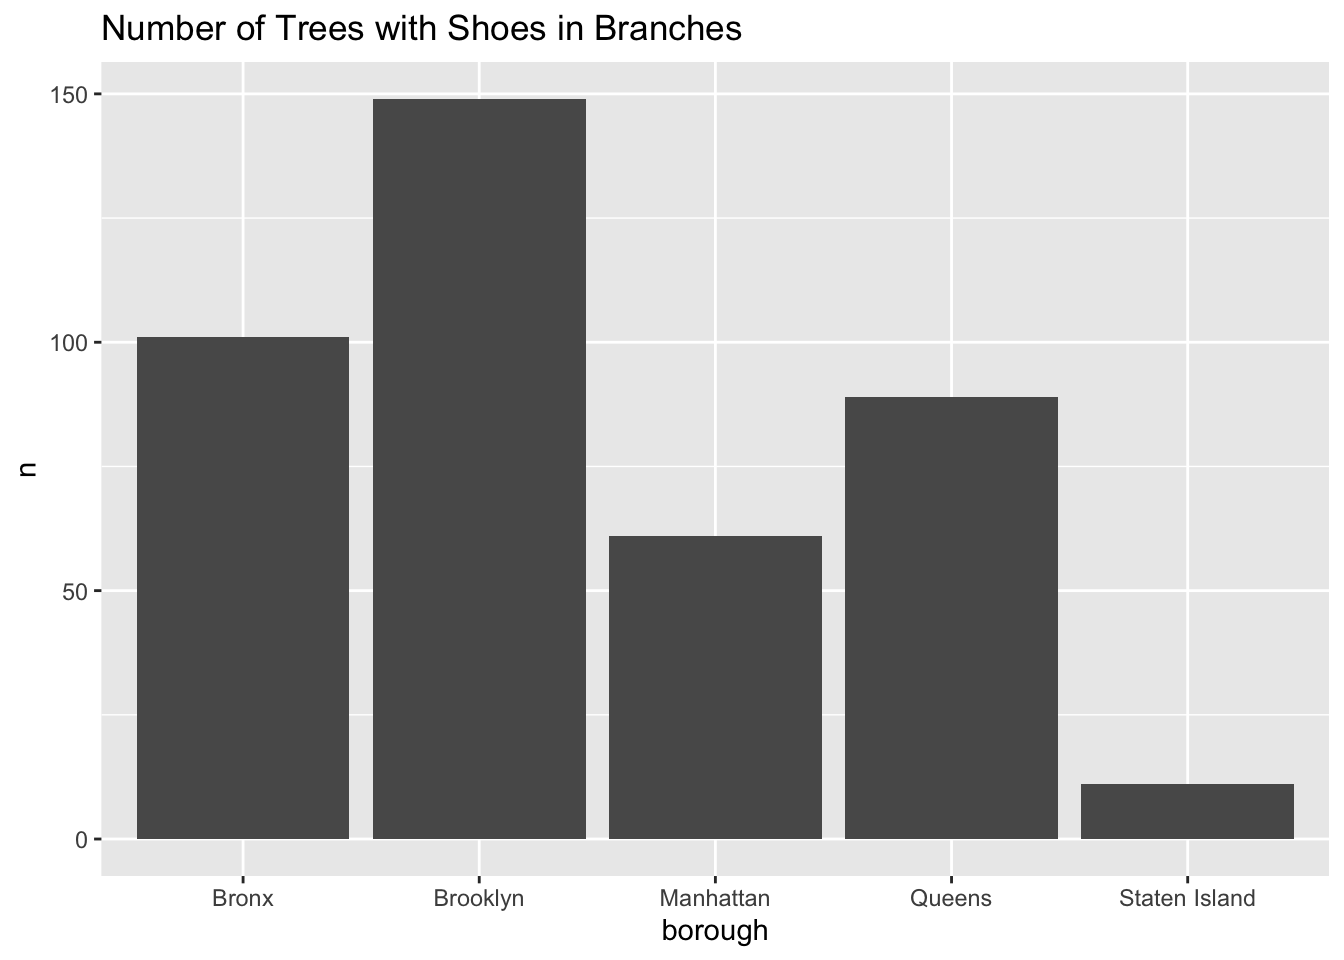 Number of Trees with Shoes in Branches
150
100
50
0
n
Bronx Brooklyn Manhattan Queens Staten Island
borough